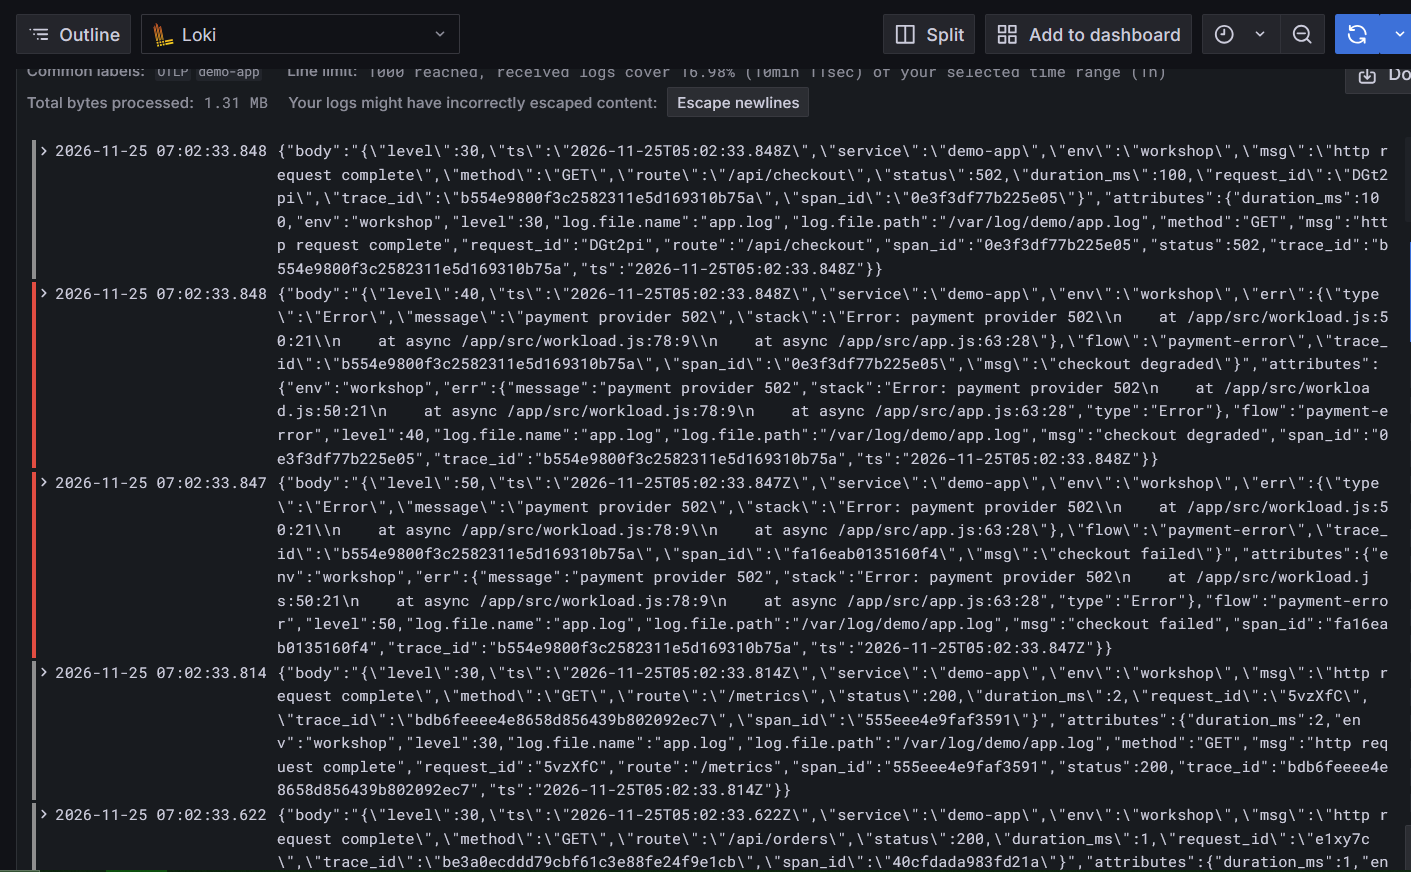 Outline
Loki
Split
Add to dashboard
Common labels: OTLP demo-app Line limit: 1000 reached, received logs cover 16.98% (10min 11sec) of your selected time range (1h)
Do
Total bytes processed: 1.31 MB Your logs might have incorrectly escaped content: Escape newlines
2026-11-25 07:02:33.848 {"body":"{\"level\":30,\"ts\":\"2026-11-25T05:02:33.848Z\",\"service\":\"demo-app\",\"env\":\"workshop\",\"msg\":\"http r
equest complete\",\"method\":\"GET\",\"route\":\"/api/checkout\",\"status\":502,\"duration_ms\":100,\"request_id\":\"DGt2
pi\",\"trace_id\":\"b554e9800f3c2582311e5d169310b75a\",\"span_id\":\"0e3f3df77b225e05\"}","attributes":{"duration_ms":10
0,"env":"workshop","level":30,"log.file.name":"app.log","log.file.path":"/var/log/demo/app.log","method":"GET","msg":"htt
p request complete","request_id":"DGt2pi","route":"/api/checkout","span_id":"0e3f3df77b225e05","status":502,"trace_id":"b
554e9800f3c2582311e5d169310b75a","ts":"2026-11-25T05:02:33.848Z"}}
2026-11-25 07:02:33.848 {"body":"{\"level\":40,\"ts\":\"2026-11-25T05:02:33.848Z\",\"service\":\"demo-app\",\"env\":\"workshop\",\"err\":{\"type
\":\"Error\",\"message\":\"payment provider 502\",\"stack\":\"Error: payment provider 502\\n    at /app/src/workload.js:5
0:21\\n    at async /app/src/workload.js:78:9\\n    at async /app/src/app.js:63:28\"},\"flow\":\"payment-error\",\"trace_
id\":\"b554e9800f3c2582311e5d169310b75a\",\"span_id\":\"0e3f3df77b225e05\",\"msg\":\"checkout degraded\"}","attributes":
{"env":"workshop","err":{"message":"payment provider 502","stack":"Error: payment provider 502\n    at /app/src/workloa
d.js:50:21\n    at async /app/src/workload.js:78:9\n    at async /app/src/app.js:63:28","type":"Error"},"flow":"payment-e
rror","level":40,"log.file.name":"app.log","log.file.path":"/var/log/demo/app.log","msg":"checkout degraded","span_id":"0
e3f3df77b225e05","trace_id":"b554e9800f3c2582311e5d169310b75a","ts":"2026-11-25T05:02:33.848Z"}}
2026-11-25 07:02:33.847 {"body":"{\"level\":50,\"ts\":\"2026-11-25T05:02:33.847Z\",\"service\":\"demo-app\",\"env\":\"workshop\",\"err\":{\"type
\":\"Error\",\"message\":\"payment provider 502\",\"stack\":\"Error: payment provider 502\\n    at /app/src/workload.js:5
0:21\\n    at async /app/src/workload.js:78:9\\n    at async /app/src/app.js:63:28\"},\"flow\":\"payment-error\",\"trace_
id\":\"b554e9800f3c2582311e5d169310b75a\",\"span_id\":\"fa16eab0135160f4\",\"msg\":\"checkout failed\"}","attributes":{"e
nv":"workshop","err":{"message":"payment provider 502","stack":"Error: payment provider 502\n    at /app/src/workload.j
s:50:21\n    at async /app/src/workload.js:78:9\n    at async /app/src/app.js:63:28","type":"Error"},"flow":"payment-erro
r","level":50,"log.file.name":"app.log","log.file.path":"/var/log/demo/app.log","msg":"checkout failed","span_id":"fa16ea
b0135160f4","trace_id":"b554e9800f3c2582311e5d169310b75a","ts":"2026-11-25T05:02:33.847Z"}}
2026-11-25 07:02:33.814 {"body":"{\"level\":30,\"ts\":\"2026-11-25T05:02:33.814Z\",\"service\":\"demo-app\",\"env\":\"workshop\",\"msg\":\"http r
equest complete\",\"method\":\"GET\",\"route\":\"/metrics\",\"status\":200,\"duration_ms\":2,\"request_id\":\"5vzXfC\",
\"trace_id\":\"bdb6feeee4e8658d856439b802092ec7\",\"span_id\":\"555eee4e9faf3591\"}","attributes":{"duration_ms":2,"en
v":"workshop","level":30,"log.file.name":"app.log","log.file.path":"/var/log/demo/app.log","method":"GET","msg":"http req
uest complete","request_id":"5vzXfC","route":"/metrics","span_id":"555eee4e9faf3591","status":200,"trace_id":"bdb6feeee4e
8658d856439b802092ec7","ts":"2026-11-25T05:02:33.814Z"}}
2026-11-25 07:02:33.622 {"body":"{\"level\":30,\"ts\":\"2026-11-25T05:02:33.622Z\",\"service\":\"demo-app\",\"env\":\"workshop\",\"msg\":\"http r
equest complete\",\"method\":\"GET\",\"route\":\"/api/orders\",\"status\":200,\"duration_ms\":1,\"request_id\":\"e1xy7c
\",\"trace_id\":\"be3a0ecddd79cbf61c3e88fe24f9e1cb\",\"span_id\":\"40cfdada983fd21a\"}","attributes":{"duration_ms":1,"en